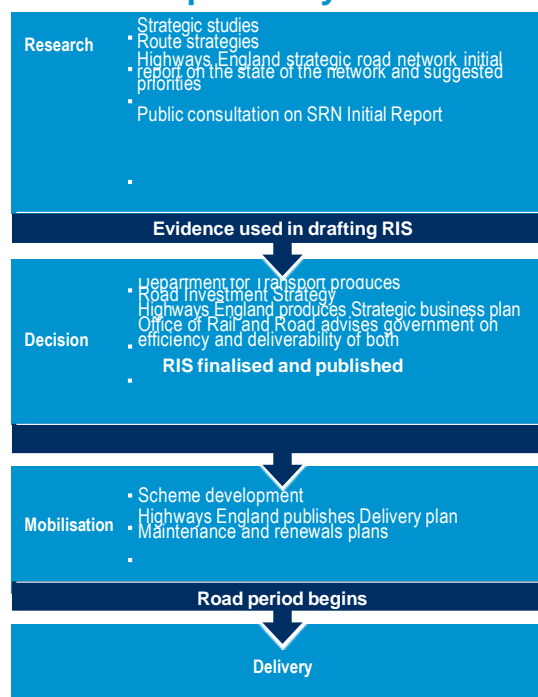 Research
Strategic studies
Route strategies
Highways England strategic road network initial
report on the state of the network and suggested
priorities
Public consultation on SRN Initial Report
Evidence used in drafting RIS
Decision
Department for Transport produces
Road Investment Strategy
Highways England produces Strategic business plan
Office of Rail and Road advises government on
efficiency and deliverability of both
RIS finalised and published
Mobilisation
Scheme development
Highways England publishes Delivery plan
Maintenance and renewals plans
Road period begins
Delivery